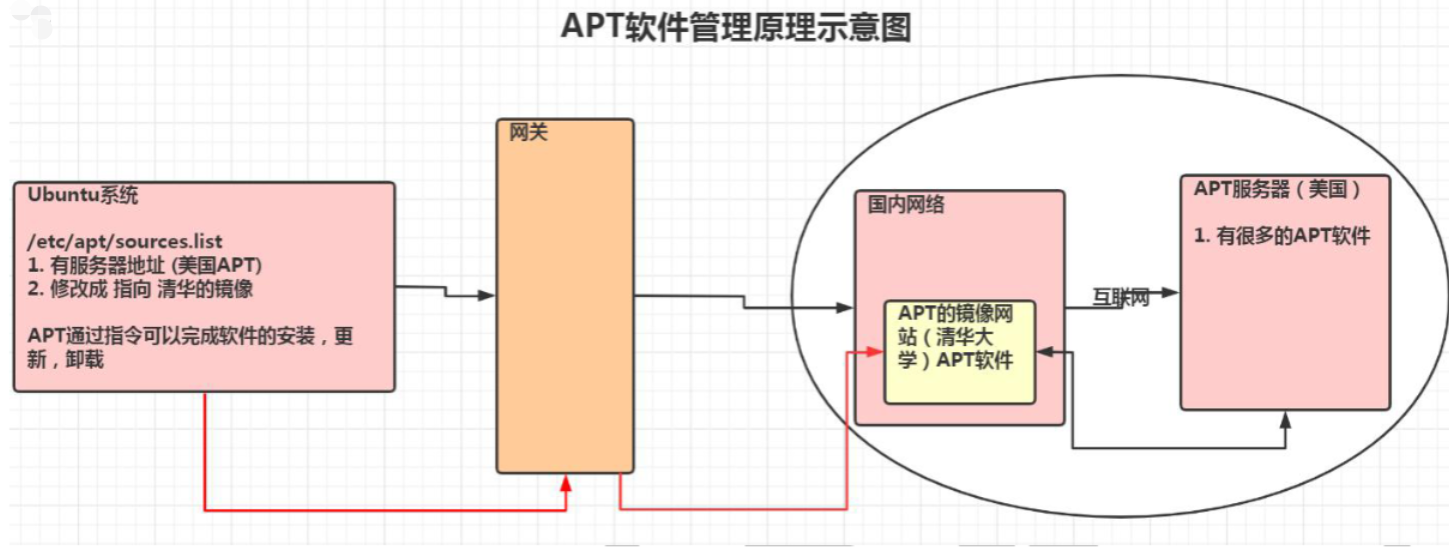 APT软件管理原理示意图
网关
Ubuntu系统
/etc/apt/sources.list
1. 有服务器地址 (美国APT)
2. 修改成 指向 清华的镜像
APT通过指令可以完成软件的安装，更
新，卸载
国内网络
APT的镜像网
站（清华大
学）APT软件
互联网
APT服务器（美国）
1. 有很多的APT软件